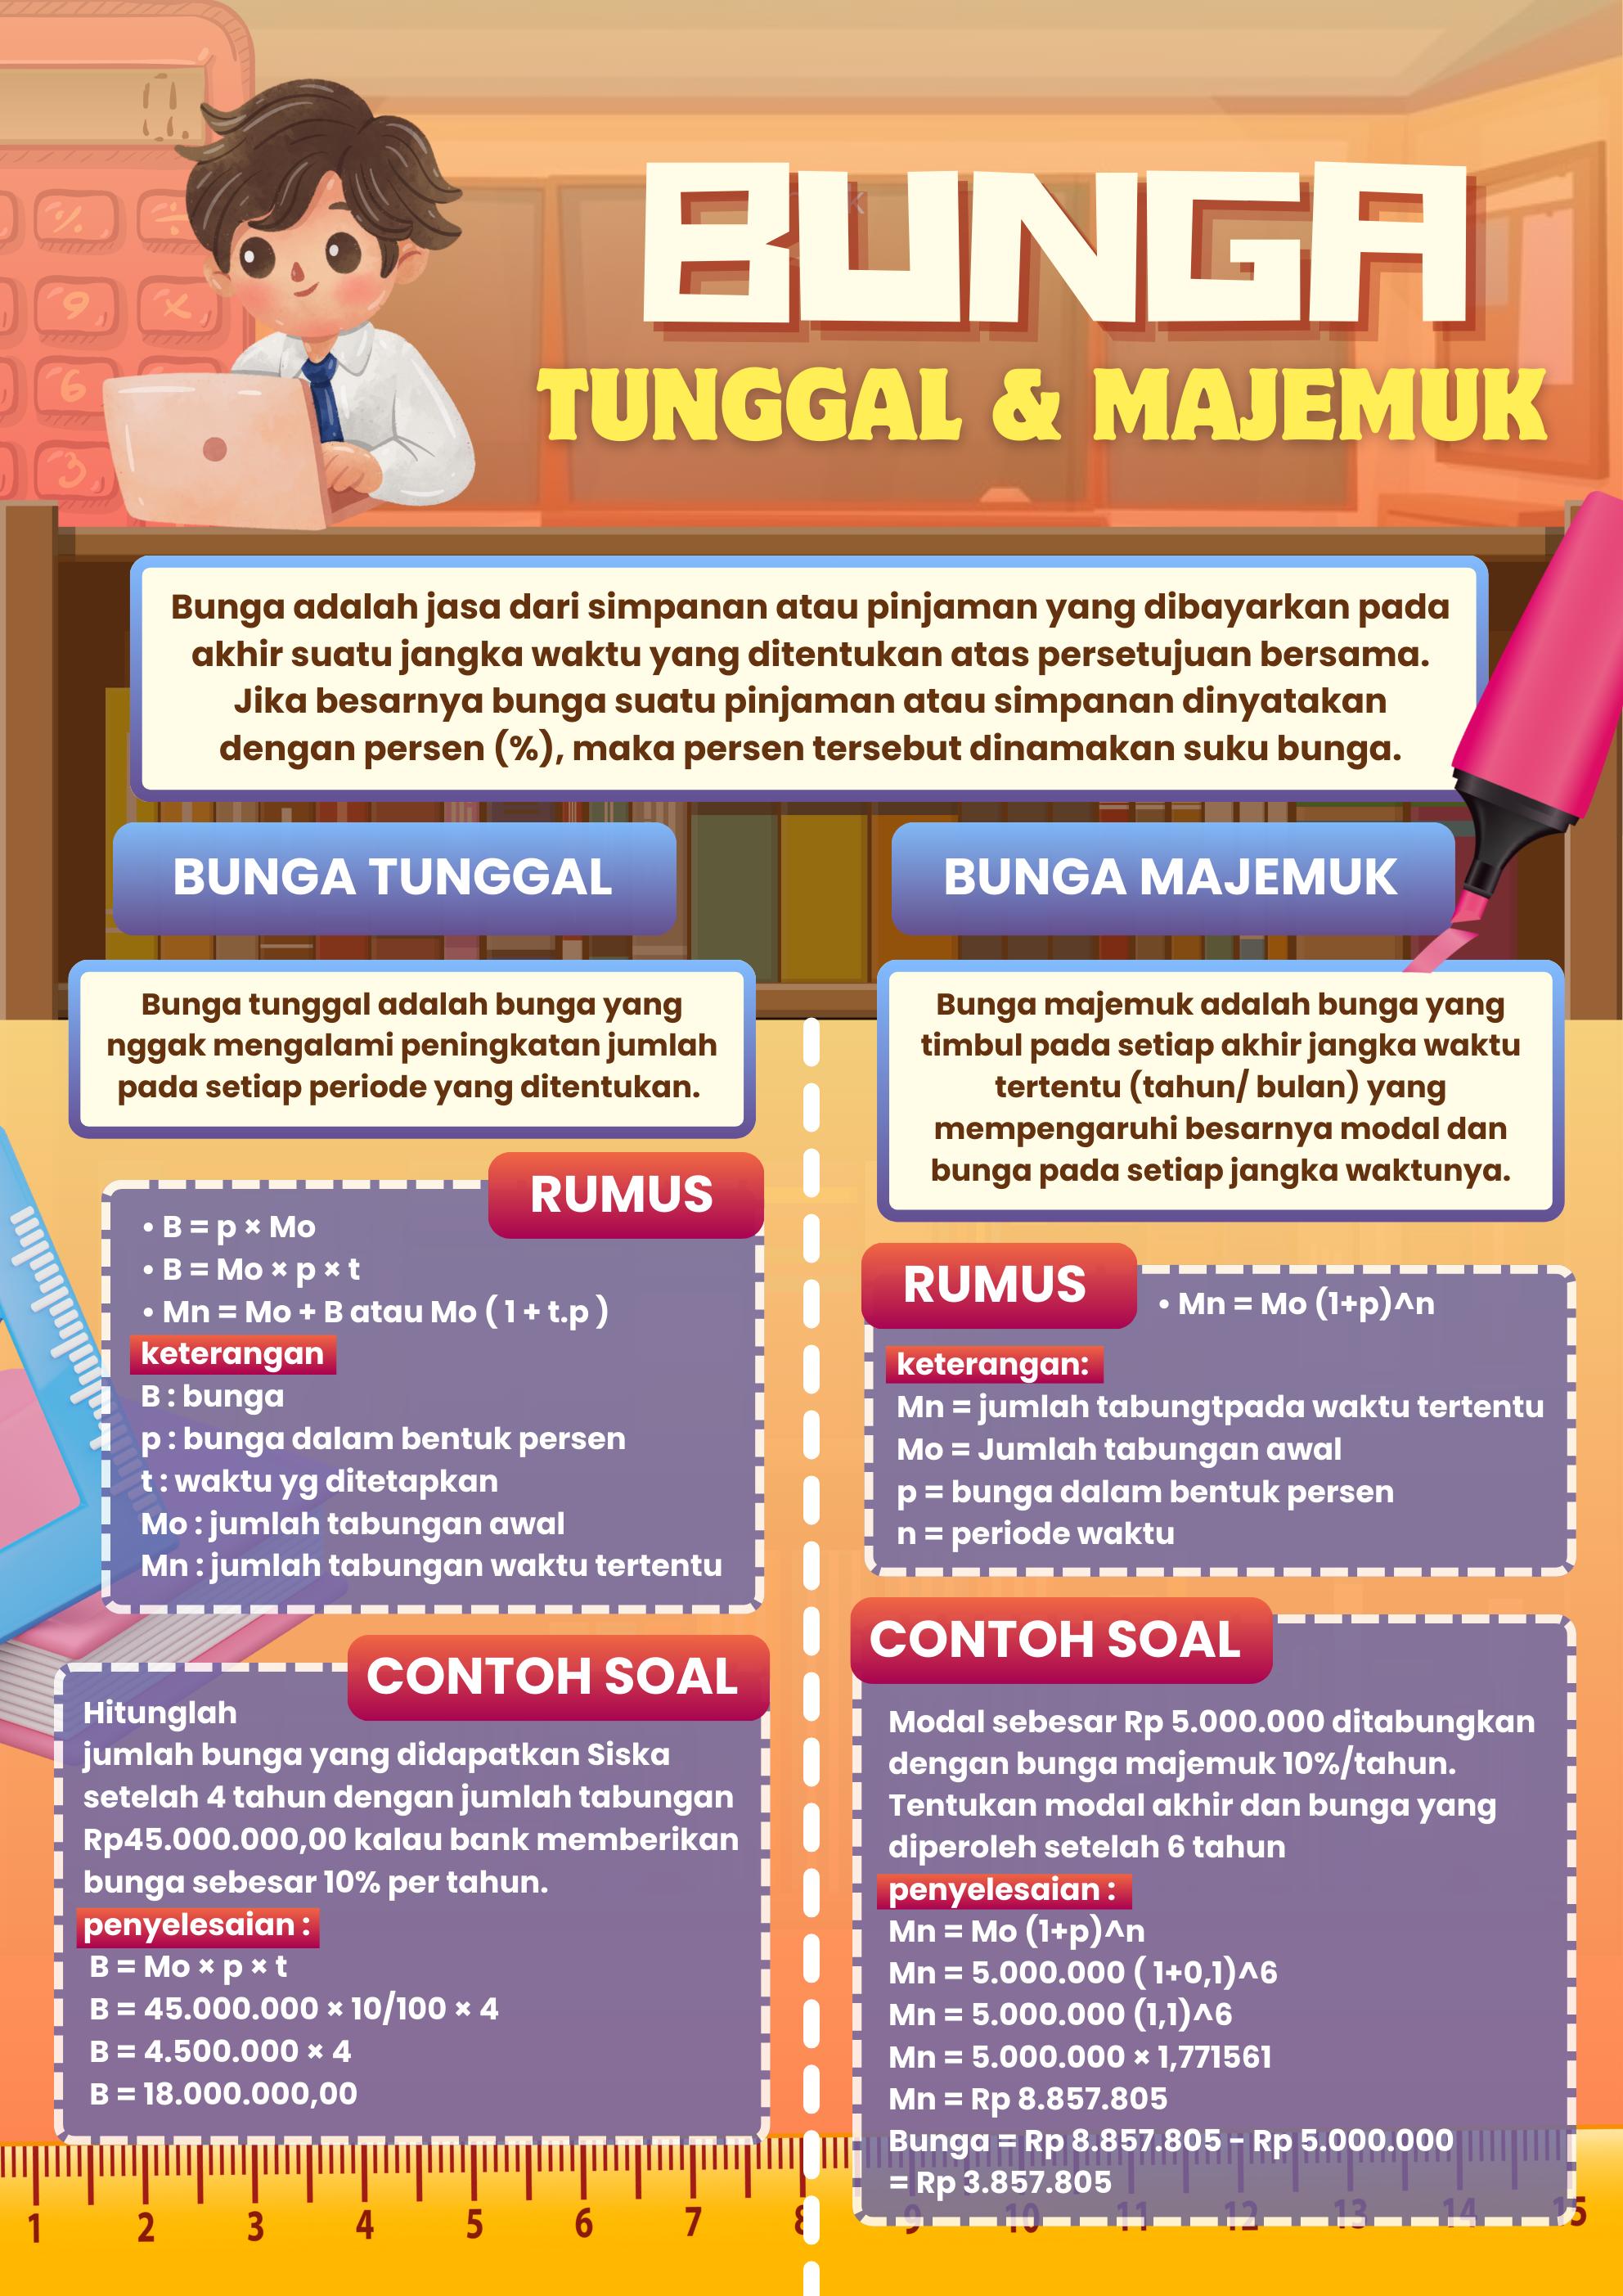 BUNGA
TUNGGAL & MAJEMUK
Bunga adalah jasa dari simpanan atau pinjaman yang dibayarkan pada
akhir suatu jangka waktu yang ditentukan atas persetujuan bersama.
Jika besarnya bunga suatu pinjaman atau simpanan dinyatakan
dengan persen (%), maka persen tersebut dinamakan suku bunga.
BUNGA TUNGGAL
Bunga tunggal adalah bunga yang
nggak mengalami peningkatan jumlah
pada setiap periode yang ditentukan.
RUMUS
• B = p × Mo
• B = Mo × p × t
• Mn = Mo + B atau Mo ( 1 + t.p )
keterangan
B : bunga
p : bunga dalam bentuk persen
t : waktu yg ditetapkan
Mo : jumlah tabungan awal
Mn : jumlah tabungan waktu tertentu
CONTOH SOAL
Hitunglah
jumlah bunga yang didapatkan Siska
setelah 4 tahun dengan jumlah tabungan
Rp45.000.000,00 kalau bank memberikan
bunga sebesar 10% per tahun.
penyelesaian :
B = Mo × p × t
B = 45.000.000 × 10/100 × 4
B = 4.500.000 × 4
B = 18.000.000,00
BUNGA MAJEMUK
Bunga majemuk adalah bunga yang
timbul pada setiap akhir jangka waktu
tertentu (tahun/ bulan) yang
mempengaruhi besarnya modal dan
bunga pada setiap jangka waktunya.
RUMUS
• Mn = Mo (1+p)^n
keterangan:
Mn = jumlah tabungtpada waktu tertentu
Mo = Jumlah tabungan awal
p = bunga dalam bentuk persen
n = periode waktu
CONTOH SOAL
Modal sebesar Rp 5.000.000 ditabungkan
dengan bunga majemuk 10%/tahun.
Tentukan modal akhir dan bunga yang
diperoleh setelah 6 tahun
penyelesaian :
Mn = Mo (1+p)^n
Mn = 5.000.000 ( 1+0,1)^6
Mn = 5.000.000 (1,1)^6
Mn = 5.000.000 × 1,771561
Mn = Rp 8.857.805
Bunga = Rp 8.857.805 - Rp 5.000.000
= Rp 3.857.805
1 2 3 4 5 6 7 8 9 10 11 12 13 14 15
% ÷
9 ×
6
3